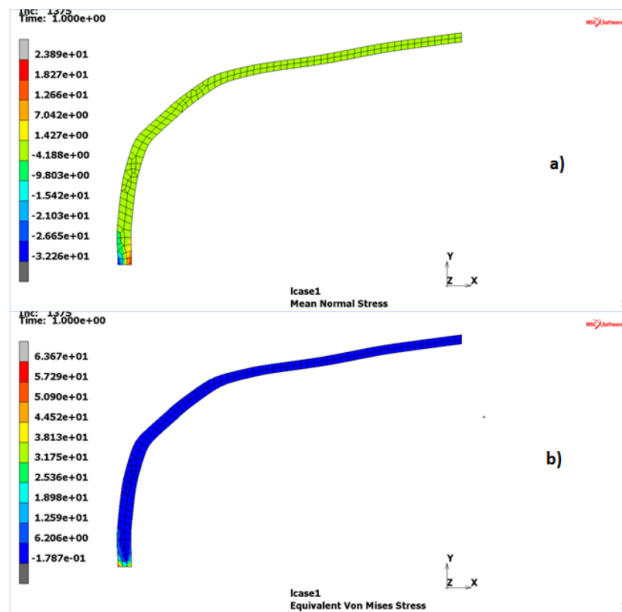 Time: 1.000e+00
MSC Software
2.389e+01
1.827e+01
1.266e+01
7.042e+00
1.427e+00
-4.188e+00
-9.803e+00
-1.542e+01
-2.103e+01
-2.665e+01
-3.226e+01
a)
Y
Z X
lcase1
Mean Normal Stress
Time: 1.000e+00
MSC Software
6.367e+01
5.729e+01
5.090e+01
4.452e+01
3.813e+01
3.175e+01
2.536e+01
1.898e+01
1.259e+01
6.206e+00
-1.787e-01
b)
Y
Z X
lcase1
Equivalent Von Mises Stress